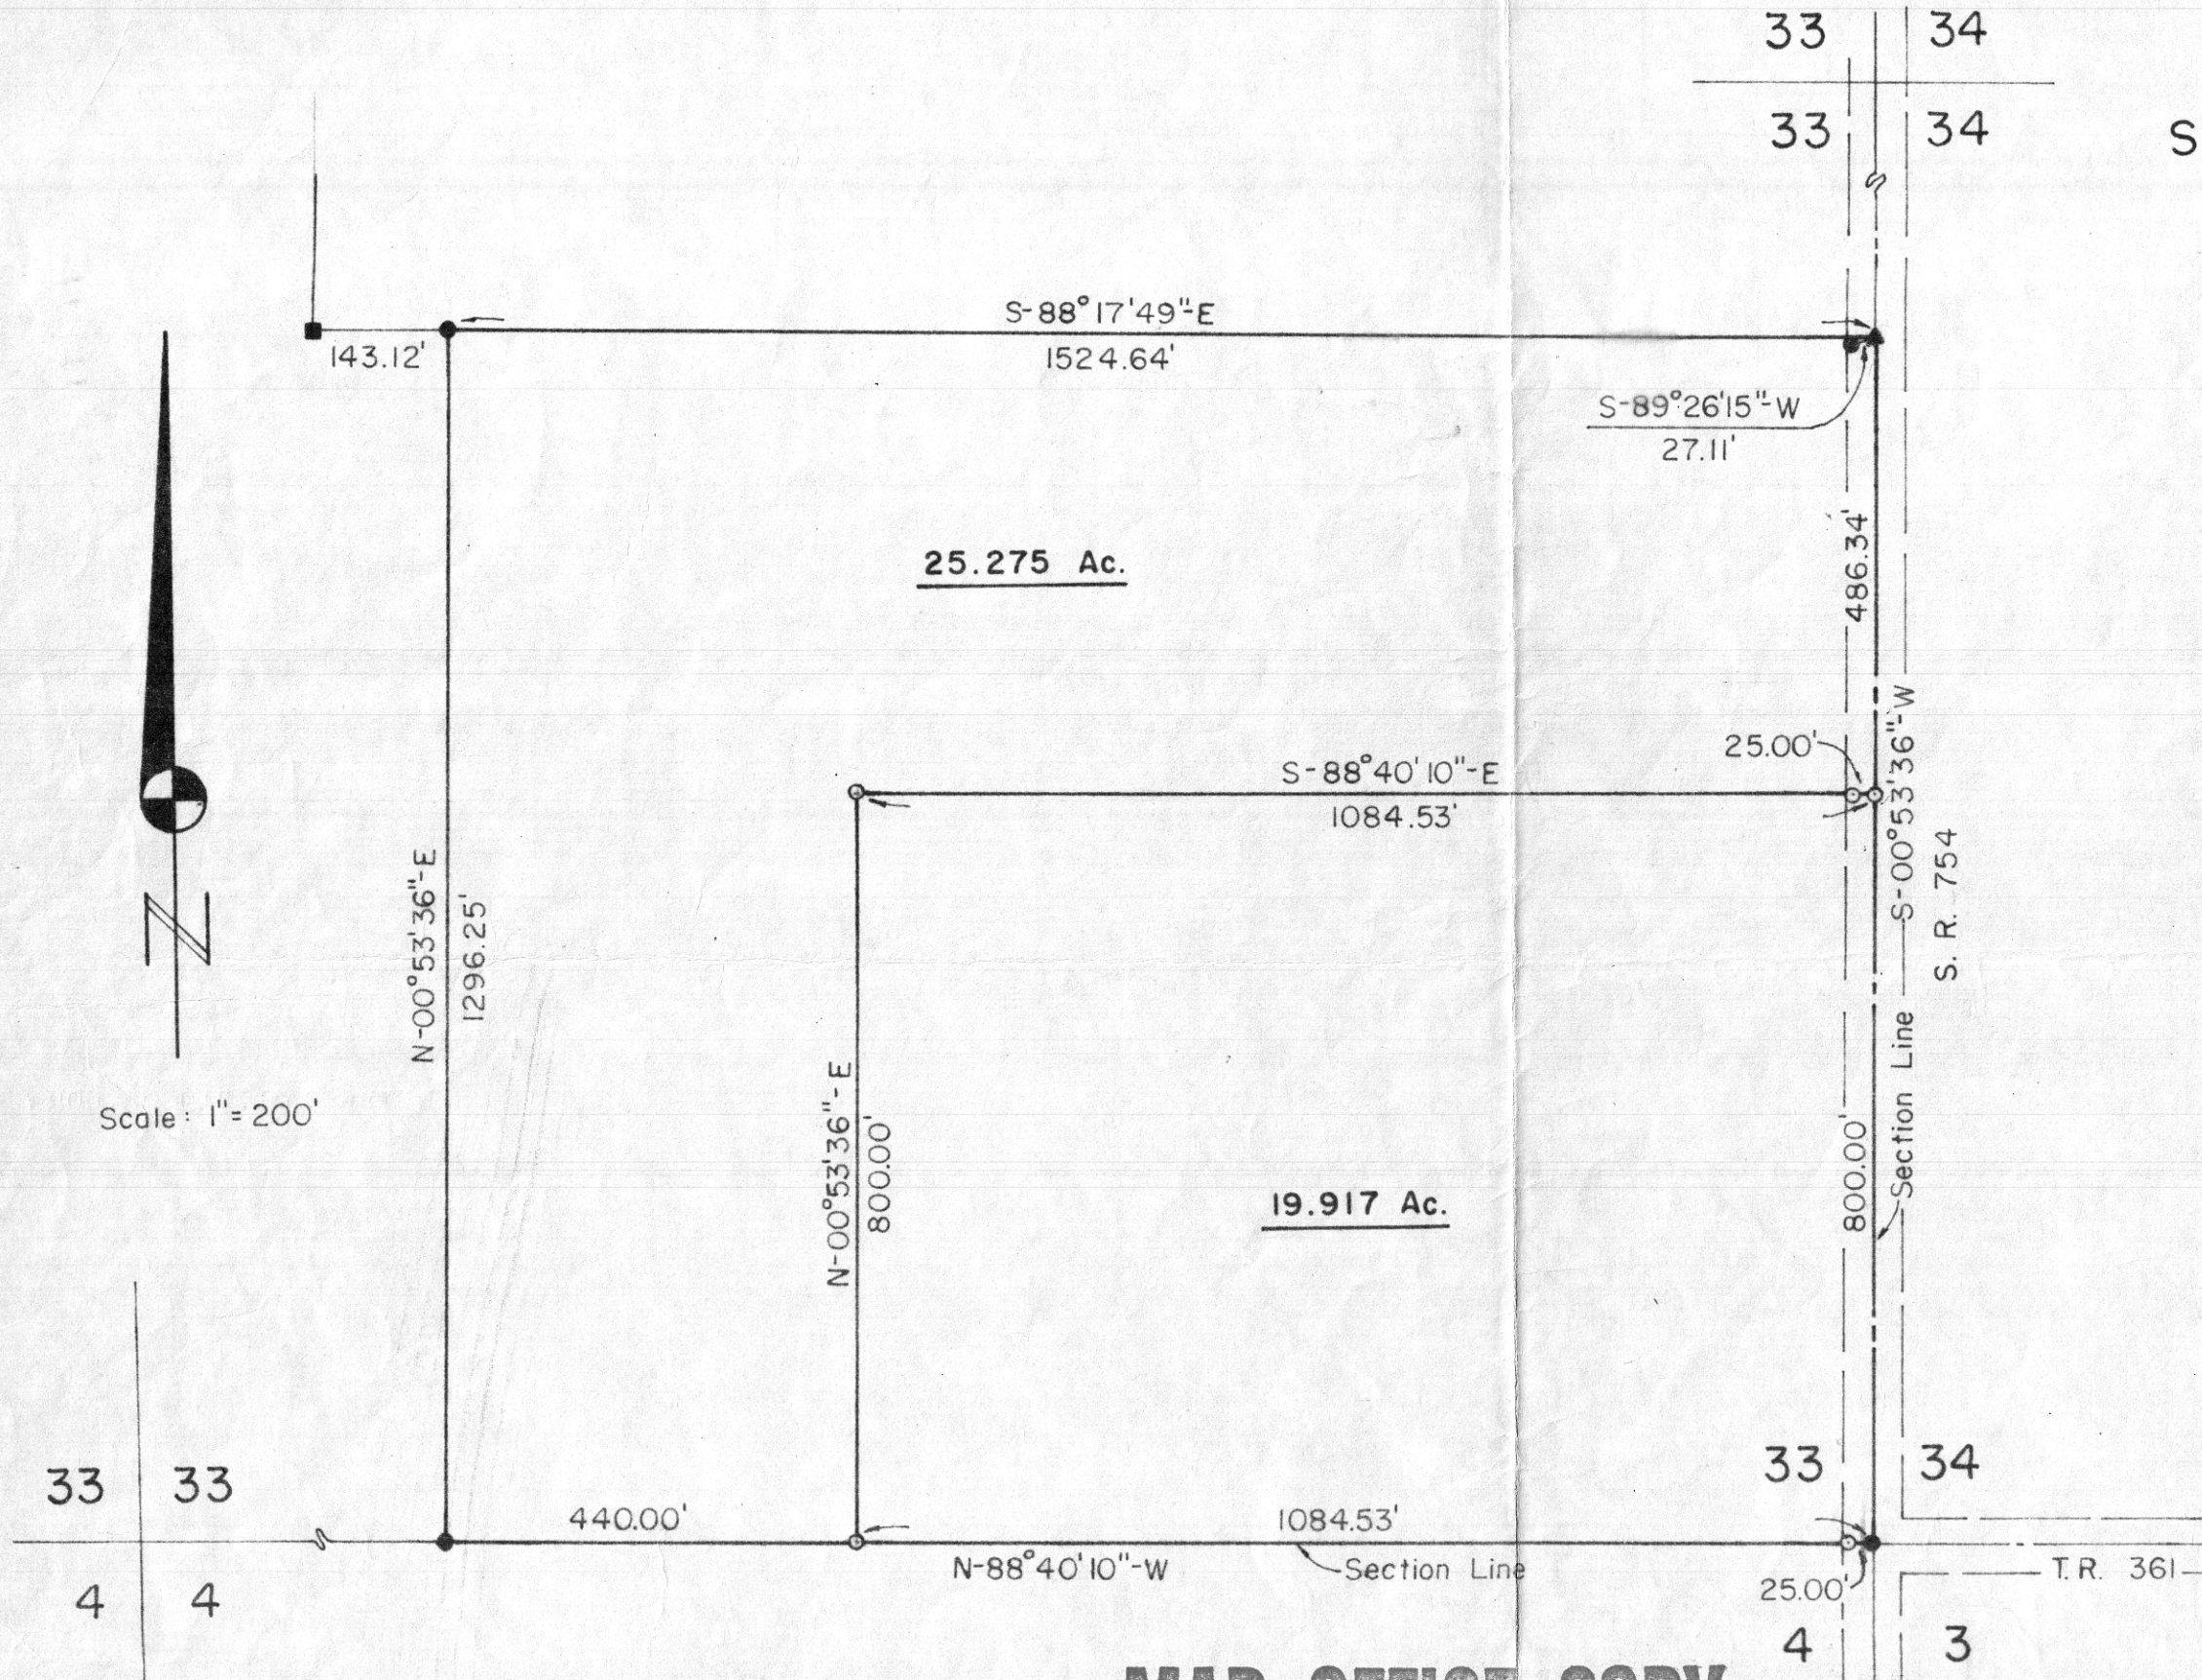 33 34
33 34
S
S-88°17'49"-E
143.12'
1524.64'
S-89°26'15"-W
27.11'
486.34'
25.275 Ac.
25.00'
S-88°40'10"-E
1084.53'
S-00°53'36"-W
S. R. 754
N-00°53'36"-E
1296.25'
N
Scale: 1"=200'
N-00°53'36"-E
800.00'
19.917 Ac.
800.00'
Section Line
33 33
33 34
440.00'
1084.53'
N-88°40'10"-W
Section Line
T.R. 361
25.00'
4 4
4 3
MAP OFFICE COPY